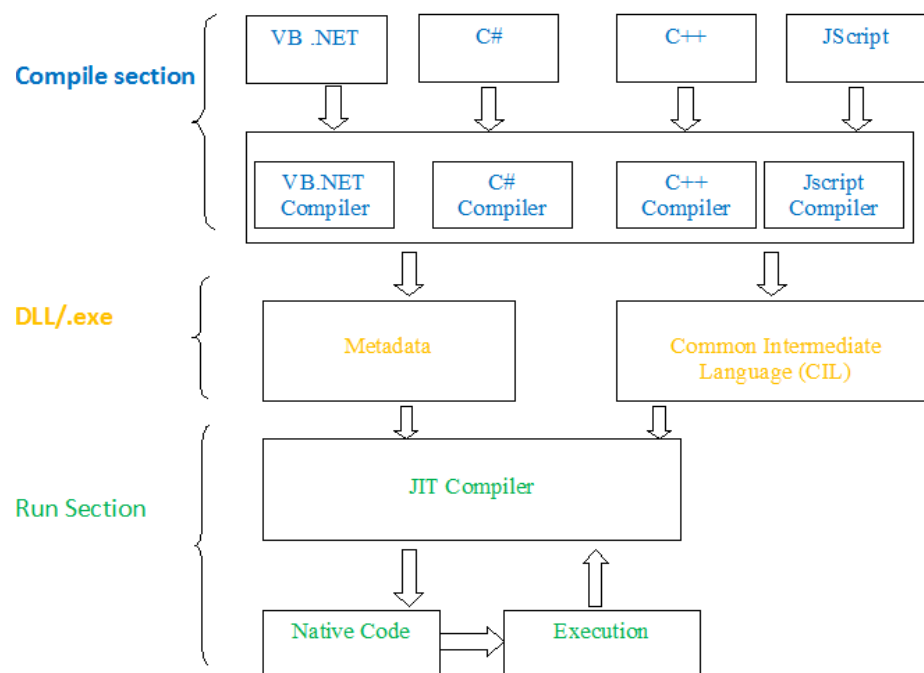 VB .NET
C#
C++
JScript
Compile section
VB.NET
Compiler
C#
Compiler
C++
Compiler
Jscript
Compiler
DLL/.exe
Metadata
Common Intermediate
Language (CIL)
JIT Compiler
Run Section
Native Code
Execution